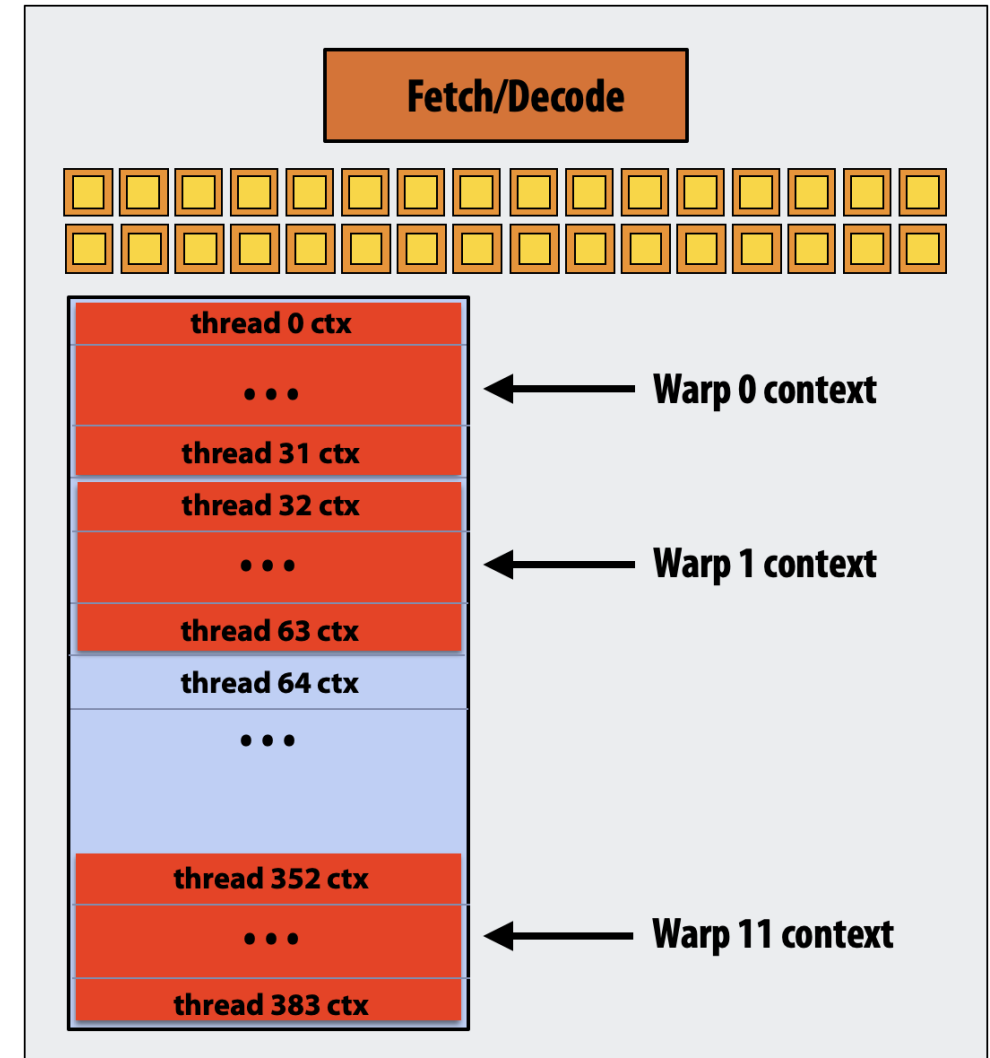 Fetch/Decode
thread 0 ctx
...
Warp 0 context
thread 31 ctx
thread 32 ctx
...
Warp 1 context
thread 63 ctx
thread 64 ctx
...
thread 352 ctx
...
Warp 11 context
thread 383 ctx